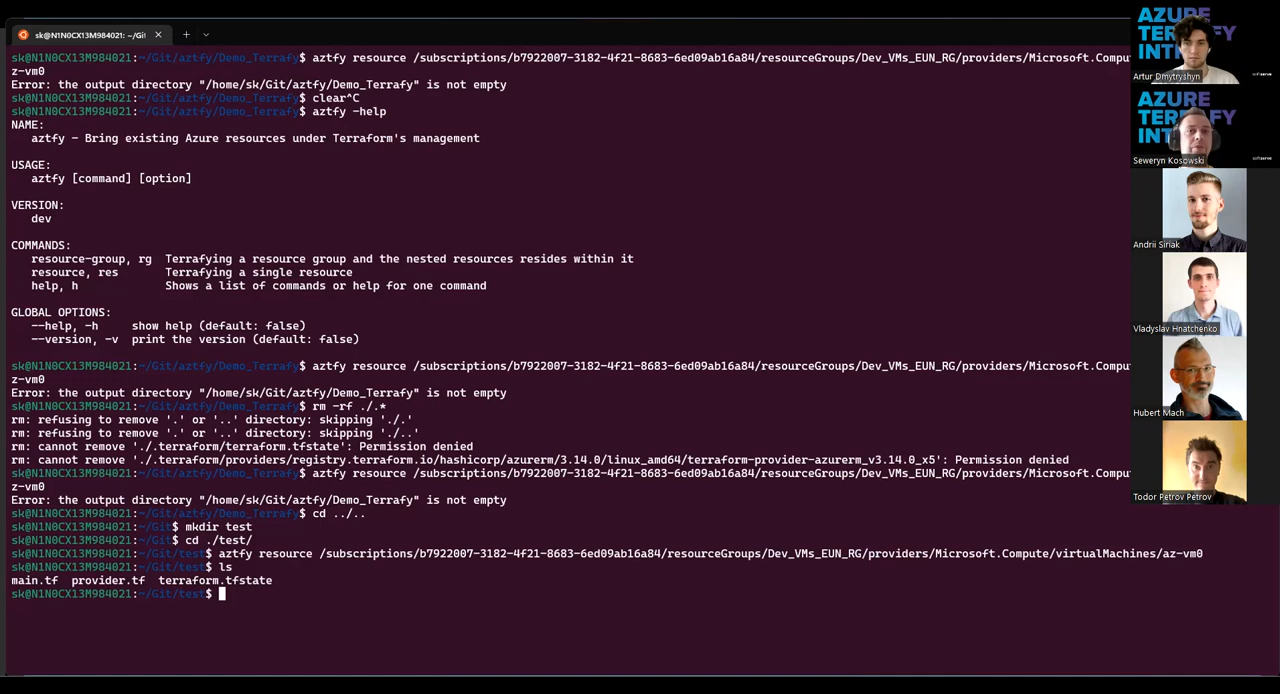 sk@N1N0CX13M984021: ~/Git
sk@N1N0CX13M984021:~/Git/aztfy/Demo_Terrafy$ aztfy resource /subscriptions/b7922007-3182-4f21-8683-6ed09ab16a84/resourceGroups/Dev_VMs_EUN_RG/providers/Microsoft.Compu
z-vm0
Error: the output directory "/home/sk/Git/aztfy/Demo_Terrafy" is not empty
sk@N1N0CX13M984021:~/Git/aztfy/Demo_Terrafy$ clear^C
sk@N1N0CX13M984021:~/Git/aztfy/Demo_Terrafy$ aztfy -help
NAME:
aztfy - Bring existing Azure resources under Terraform's management
USAGE:
aztfy [command] [option]
VERSION:
dev
COMMANDS:
resource-group, rg  Terrafying a resource group and the nested resources resides within it
resource, res       Terrafying a single resource
help, h             Shows a list of commands or help for one command
GLOBAL OPTIONS:
--help, -h     show help (default: false)
--version, -v  print the version (default: false)
sk@N1N0CX13M984021:~/Git/aztfy/Demo_Terrafy$ aztfy resource /subscriptions/b7922007-3182-4f21-8683-6ed09ab16a84/resourceGroups/Dev_VMs_EUN_RG/providers/Microsoft.Compu
z-vm0
Error: the output directory "/home/sk/Git/aztfy/Demo_Terrafy" is not empty
sk@N1N0CX13M984021:~/Git/aztfy/Demo_Terrafy$ rm -rf ./.*
rm: refusing to remove '.' or '..' directory: skipping './.'
rm: refusing to remove '.' or '..' directory: skipping './..'
rm: cannot remove './.terraform/terraform.tfstate': Permission denied
rm: cannot remove './.terraform/providers/registry.terraform.io/hashicorp/azurerm/3.14.0/linux_amd64/terraform-provider-azurerm_v3.14.0_x5': Permission denied
sk@N1N0CX13M984021:~/Git/aztfy/Demo_Terrafy$ aztfy resource /subscriptions/b7922007-3182-4f21-8683-6ed09ab16a84/resourceGroups/Dev_VMs_EUN_RG/providers/Microsoft.Compu
z-vm0
Error: the output directory "/home/sk/Git/aztfy/Demo_Terrafy" is not empty
sk@N1N0CX13M984021:~/Git/aztfy/Demo_Terrafy$ cd ../..
sk@N1N0CX13M984021:~/Git$ mkdir test
sk@N1N0CX13M984021:~/Git$ cd ./test/
sk@N1N0CX13M984021:~/Git/test$ aztfy resource /subscriptions/b7922007-3182-4f21-8683-6ed09ab16a84/resourceGroups/Dev_VMs_EUN_RG/providers/Microsoft.Compute/virtualMachines/az-vm0
sk@N1N0CX13M984021:~/Git/test$ ls
main.tf  provider.tf  terraform.tfstate
sk@N1N0CX13M984021:~/Git/test$
AZURE
softserve
Artur Dmytryshyn
AZURE
softserve
Seweryn Kosowski
Andrii Siriak
Vladyslav Hnatchenko
Hubert Mach
Todor Petrov Petrov